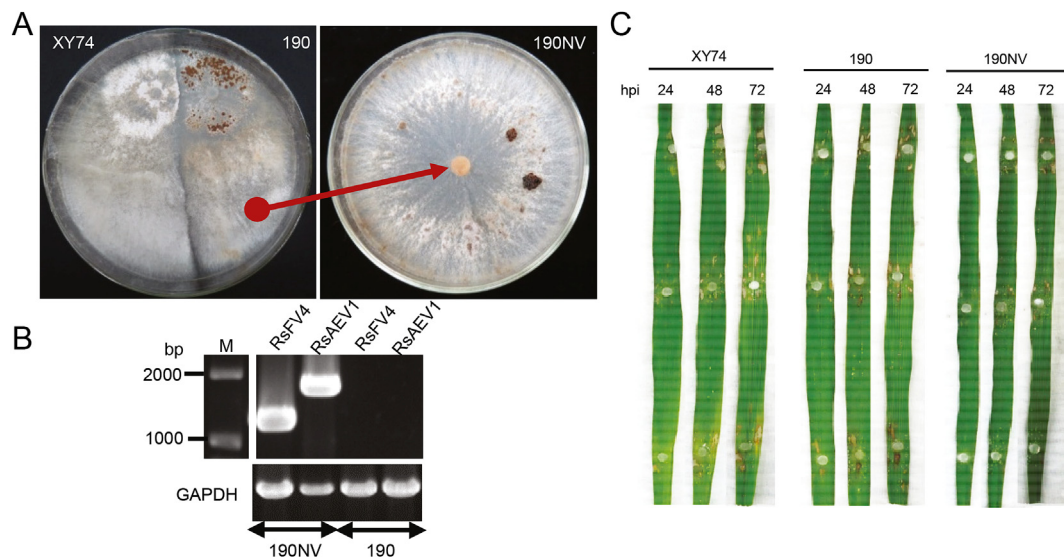 A
XY74
190
190NV
B
bp
M
RsFV4
RsAEV1
RsFV4
RsAEV1
2000
1000
GAPDH
190NV
190
C
XY74
190
190NV
hpi
24
48
72
24
48
72
24
48
72